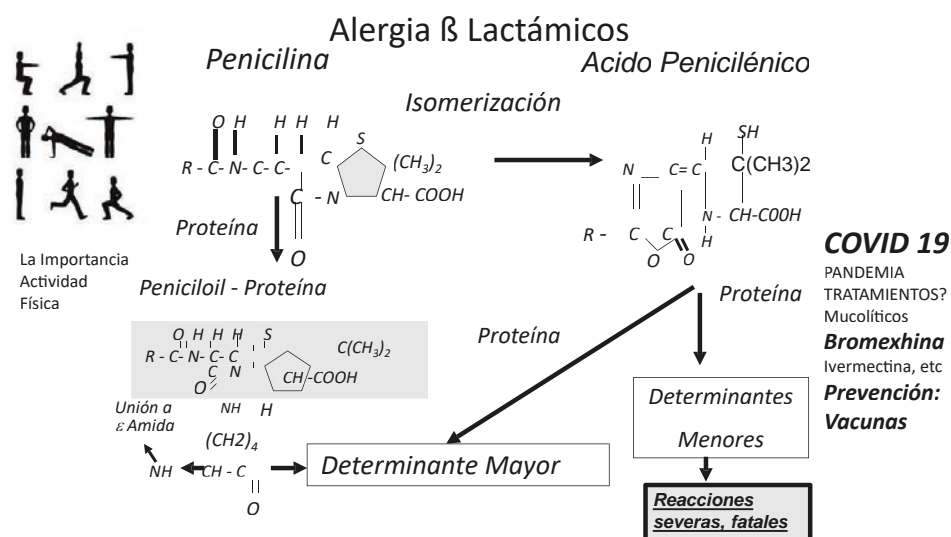 Alergia ß Lactámicos
Penicilina
Acido Penicilénico
Isomerización
O H H H H
S
R - C- N- C- C-
C
(CH3)2
C - N
CH- COOH
O
H SH
N C= C
C(CH3)2
N - CH-C00H
R - C C
H
O O
Proteína
La Importancia
Actividad
Física
Peniciloil - Proteína
O H H H S
R - C- N- C- C
C(CH3)2
C N
O
CH-COOH
NH H
Unión a
ε Amida
(CH2)4
NH CH - C
O
Proteína
Proteína
Determinante Mayor
Determinantes
Menores
Reacciones
severas, fatales
COVID 19
PANDEMIA
TRATAMIENTOS?
Mucolíticos
Bromexhina
Ivermectina, etc
Prevención:
Vacunas